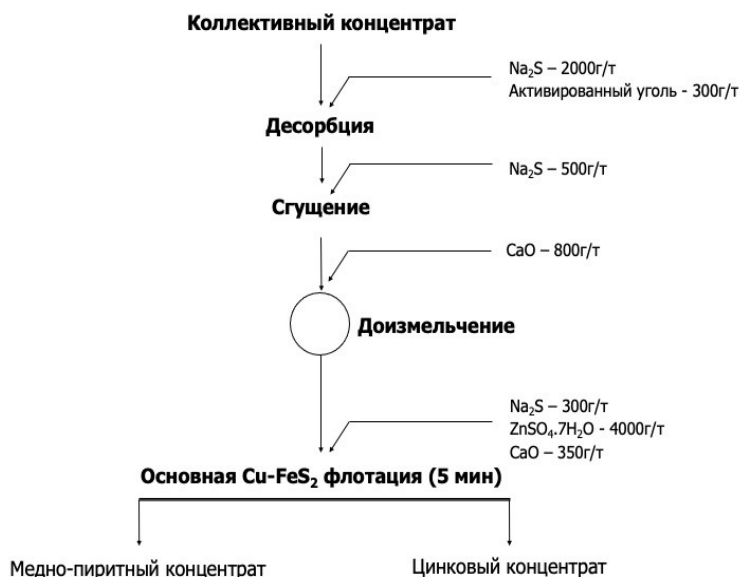 Коллективный концентрат
Na₂S – 2000г/т
Активированный уголь - 300г/т
Десорбция
Na₂S – 500г/т
Сгущение
CaO – 800г/т
Доизмельчение
Na₂S – 300г/т
ZnSO₄.7H₂O - 4000г/т
CaO – 350г/т
Основная Cu-FeS₂ флотация (5 мин)
Медно-пиритный концентрат
Цинковый концентрат